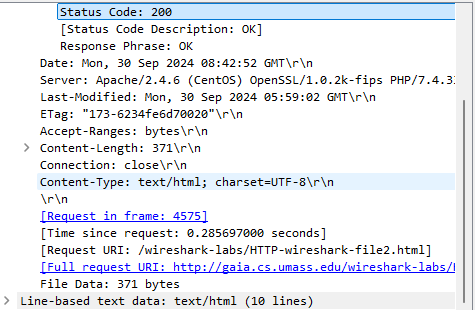 Status Code: 200
[Status Code Description: OK]
Response Phrase: OK
Date: Mon, 30 Sep 2024 08:42:52 GMT\r\n
Server: Apache/2.4.6 (CentOS) OpenSSL/1.0.2k-fips PHP/7.4.33
Last-Modified: Mon, 30 Sep 2024 05:59:02 GMT\r\n
ETag: "173-6234fe6d70020"\r\n
Accept-Ranges: bytes\r\n
Content-Length: 371\r\n
Connection: close\r\n
Content-Type: text/html; charset=UTF-8\r\n
\r\n
[Request in frame: 4575]
[Time since request: 0.285697000 seconds]
[Request URI: /wireshark-labs/HTTP-wireshark-file2.html]
[Full request URI: http://gaia.cs.umass.edu/wireshark-labs/
File Data: 371 bytes
Line-based text data: text/html (10 lines)